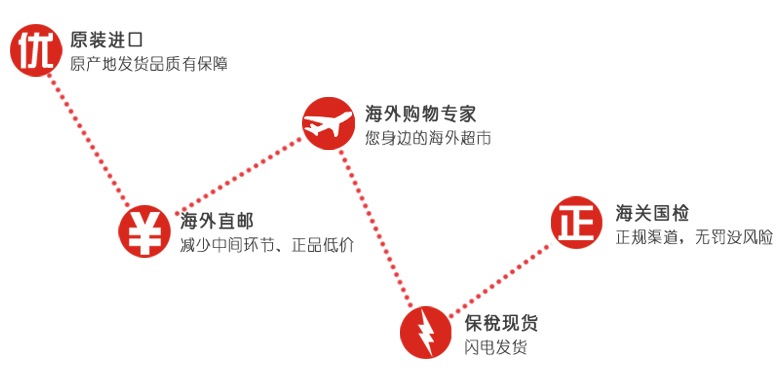 优
原装进口
原产地发货品质有保障
海外购物专家
您身边的海外超市
¥
海外直邮
减少中间环节、正品低价
正
海关国检
正规渠道，无罚没风险
保税现货
闪电发货